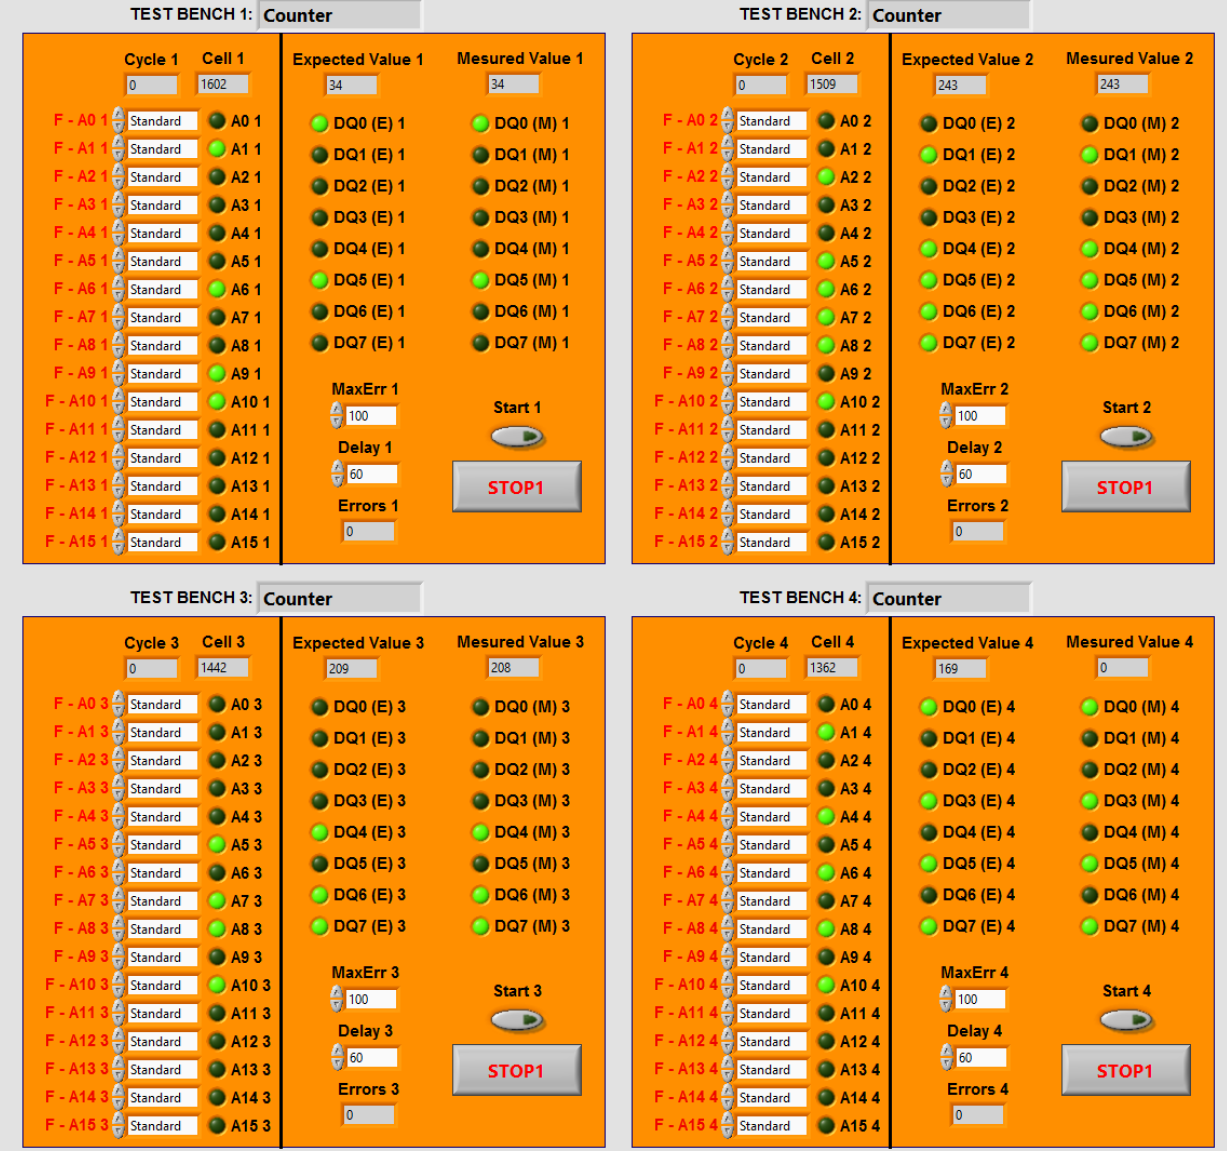 TEST BENCH 1: Counter
Cycle 1 Cell 1 Expected Value 1 Mesured Value 1
0 1602 34 34
F - A0 1 Standard A0 1 DQ0 (E) 1 DQ0 (M) 1
F - A1 1 Standard A1 1 DQ1 (E) 1 DQ1 (M) 1
F - A2 1 Standard A2 1 DQ2 (E) 1 DQ2 (M) 1
F - A3 1 Standard A3 1 DQ3 (E) 1 DQ3 (M) 1
F - A4 1 Standard A4 1 DQ4 (E) 1 DQ4 (M) 1
F - A5 1 Standard A5 1 DQ5 (E) 1 DQ5 (M) 1
F - A6 1 Standard A6 1 DQ6 (E) 1 DQ6 (M) 1
F - A7 1 Standard A7 1 DQ7 (E) 1 DQ7 (M) 1
F - A8 1 Standard A8 1
F - A9 1 Standard A9 1 MaxErr 1
F - A10 1 Standard A10 1 100 Start 1
F - A11 1 Standard A11 1 Delay 1
F - A12 1 Standard A12 1 60
F - A13 1 Standard A13 1 STOP1
F - A14 1 Standard A14 1 Errors 1
F - A15 1 Standard A15 1 0
TEST BENCH 2: Counter
Cycle 2 Cell 2 Expected Value 2 Mesured Value 2
0 1509 243 243
F - A0 2 Standard A0 2 DQ0 (E) 2 DQ0 (M) 2
F - A1 2 Standard A1 2 DQ1 (E) 2 DQ1 (M) 2
F - A2 2 Standard A2 2 DQ2 (E) 2 DQ2 (M) 2
F - A3 2 Standard A3 2 DQ3 (E) 2 DQ3 (M) 2
F - A4 2 Standard A4 2 DQ4 (E) 2 DQ4 (M) 2
F - A5 2 Standard A5 2 DQ5 (E) 2 DQ5 (M) 2
F - A6 2 Standard A6 2 DQ6 (E) 2 DQ6 (M) 2
F - A7 2 Standard A7 2 DQ7 (E) 2 DQ7 (M) 2
F - A8 2 Standard A8 2
F - A9 2 Standard A9 2 MaxErr 2
F - A10 2 Standard A10 2 100 Start 2
F - A11 2 Standard A11 2 Delay 2
F - A12 2 Standard A12 2 60
F - A13 2 Standard A13 2 STOP1
F - A14 2 Standard A14 2 Errors 2
F - A15 2 Standard A15 2 0
TEST BENCH 3: Counter
Cycle 3 Cell 3 Expected Value 3 Mesured Value 3
0 1442 209 208
F - A0 3 Standard A0 3 DQ0 (E) 3 DQ0 (M) 3
F - A1 3 Standard A1 3 DQ1 (E) 3 DQ1 (M) 3
F - A2 3 Standard A2 3 DQ2 (E) 3 DQ2 (M) 3
F - A3 3 Standard A3 3 DQ3 (E) 3 DQ3 (M) 3
F - A4 3 Standard A4 3 DQ4 (E) 3 DQ4 (M) 3
F - A5 3 Standard A5 3 DQ5 (E) 3 DQ5 (M) 3
F - A6 3 Standard A6 3 DQ6 (E) 3 DQ6 (M) 3
F - A7 3 Standard A7 3 DQ7 (E) 3 DQ7 (M) 3
F - A8 3 Standard A8 3
F - A9 3 Standard A9 3 MaxErr 3
F - A10 3 Standard A10 3 100 Start 3
F - A11 3 Standard A11 3 Delay 3
F - A12 3 Standard A12 3 60
F - A13 3 Standard A13 3 STOP1
F - A14 3 Standard A14 3 Errors 3
F - A15 3 Standard A15 3 0
TEST BENCH 4: Counter
Cycle 4 Cell 4 Expected Value 4 Mesured Value 4
0 1362 169 0
F - A0 4 Standard A0 4 DQ0 (E) 4 DQ0 (M) 4
F - A1 4 Standard A1 4 DQ1 (E) 4 DQ1 (M) 4
F - A2 4 Standard A2 4 DQ2 (E) 4 DQ2 (M) 4
F - A3 4 Standard A3 4 DQ3 (E) 4 DQ3 (M) 4
F - A4 4 Standard A4 4 DQ4 (E) 4 DQ4 (M) 4
F - A5 4 Standard A5 4 DQ5 (E) 4 DQ5 (M) 4
F - A6 4 Standard A6 4 DQ6 (E) 4 DQ6 (M) 4
F - A7 4 Standard A7 4 DQ7 (E) 4 DQ7 (M) 4
F - A8 4 Standard A8 4
F - A9 4 Standard A9 4 MaxErr 4
F - A10 4 Standard A10 4 100 Start 4
F - A11 4 Standard A11 4 Delay 4
F - A12 4 Standard A12 4 60
F - A13 4 Standard A13 4 STOP1
F - A14 4 Standard A14 4 Errors 4
F - A15 4 Standard A15 4 0